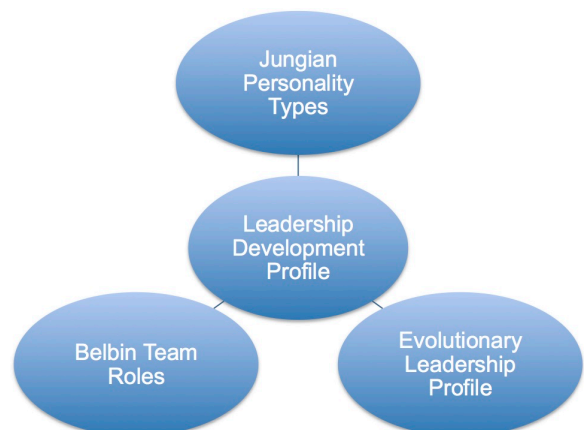 Jungian
Personality
Types
Leadership
Development
Profile
Belbin Team
Roles
Evolutionary
Leadership
Profile